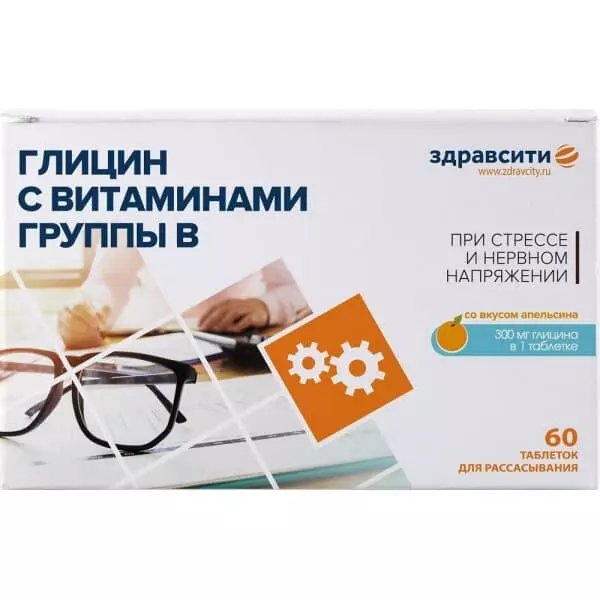 ГЛИЦИН
С ВИТАМИНАМИ
ГРУППЫ В
здравсити
www.zdravcity.ru
ПРИ СТРЕССЕ
И НЕРВНОМ
НАПРЯЖЕНИИ
со вкусом апельсина
300 мг глицина
в 1 таблетке
60
ТАБЛЕТОК
ДЛЯ РАССАСЫВАНИЯ